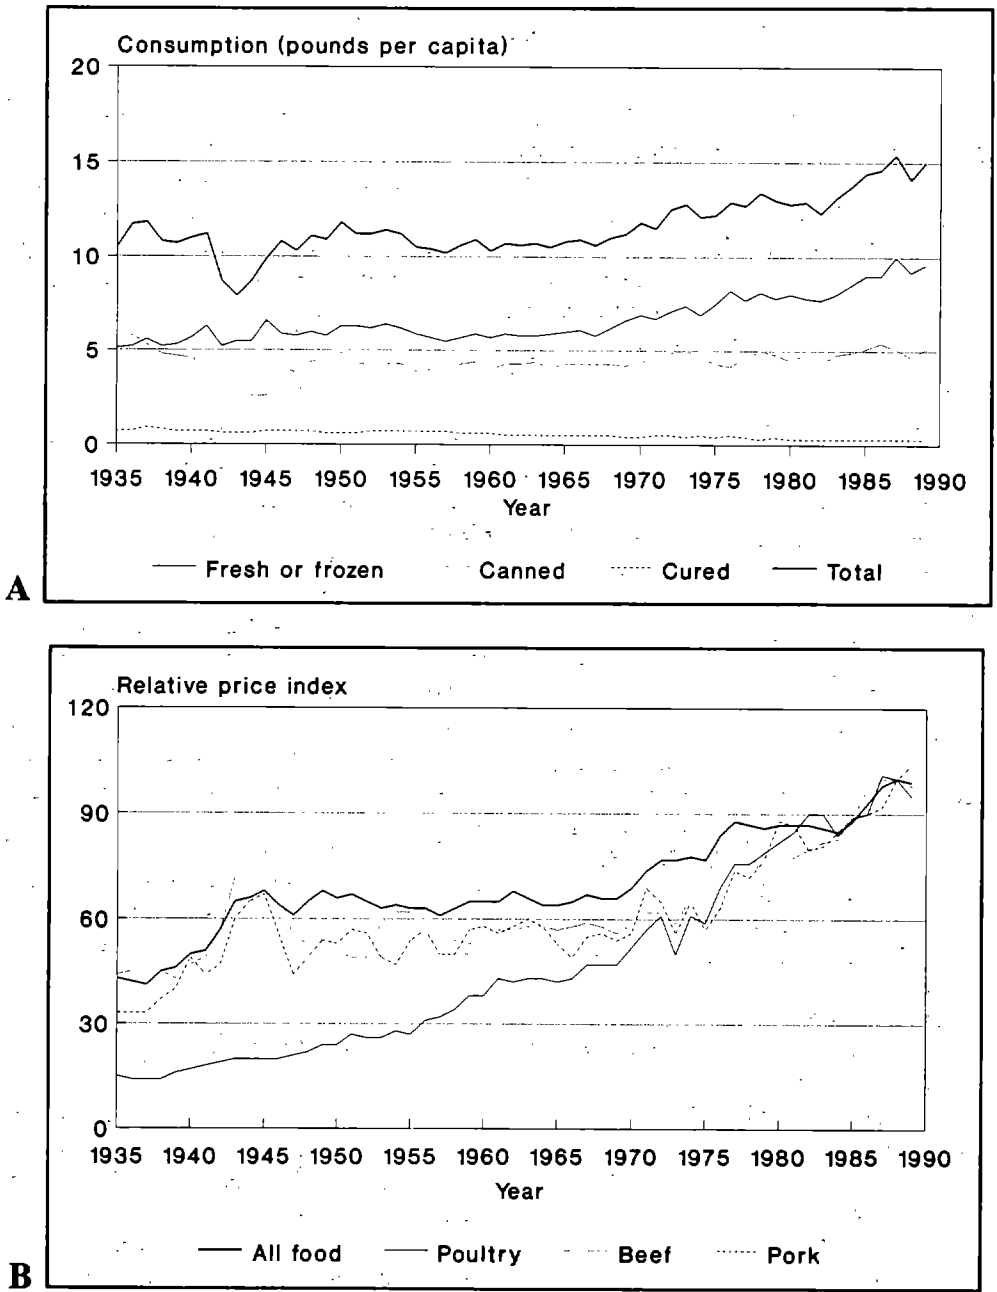 Consumption (pounds per capita)
20
15
10
5
0
1935 1940 1945 1950 1955 1960 1965 1970 1975 1980 1985 1990
Year
Fresh or frozen Canned Cured Total
A
Relative price index
120
90
60
30
0
1935 1940 1945 1950 1955 1960 1965 1970 1975 1980 1985 1990
Year
All food Poultry Beef Pork
B